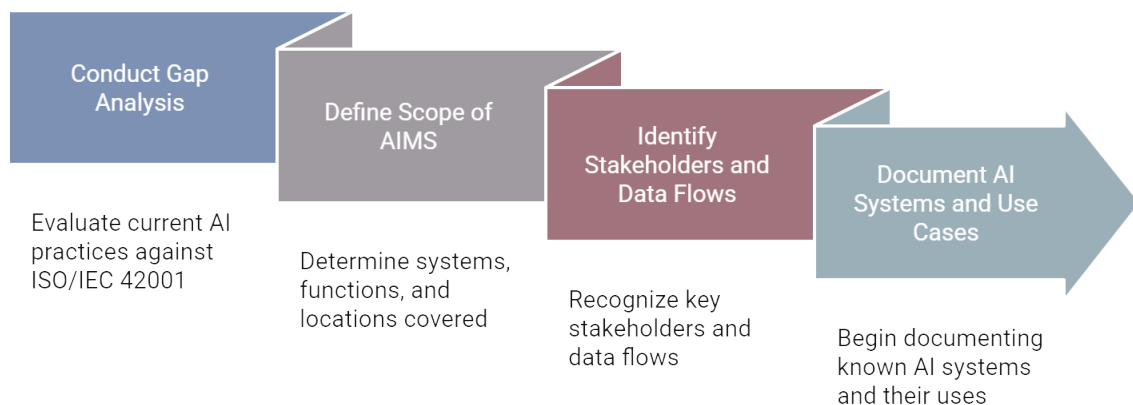 Conduct Gap
Analysis
Evaluate current AI
practices against
ISO/IEC 42001
Define Scope of
AIMS
Determine systems,
functions, and
locations covered
Identify
Stakeholders and
Data Flows
Recognize key
stakeholders and
data flows
Document AI
Systems and Use
Cases
Begin documenting
known AI systems
and their uses